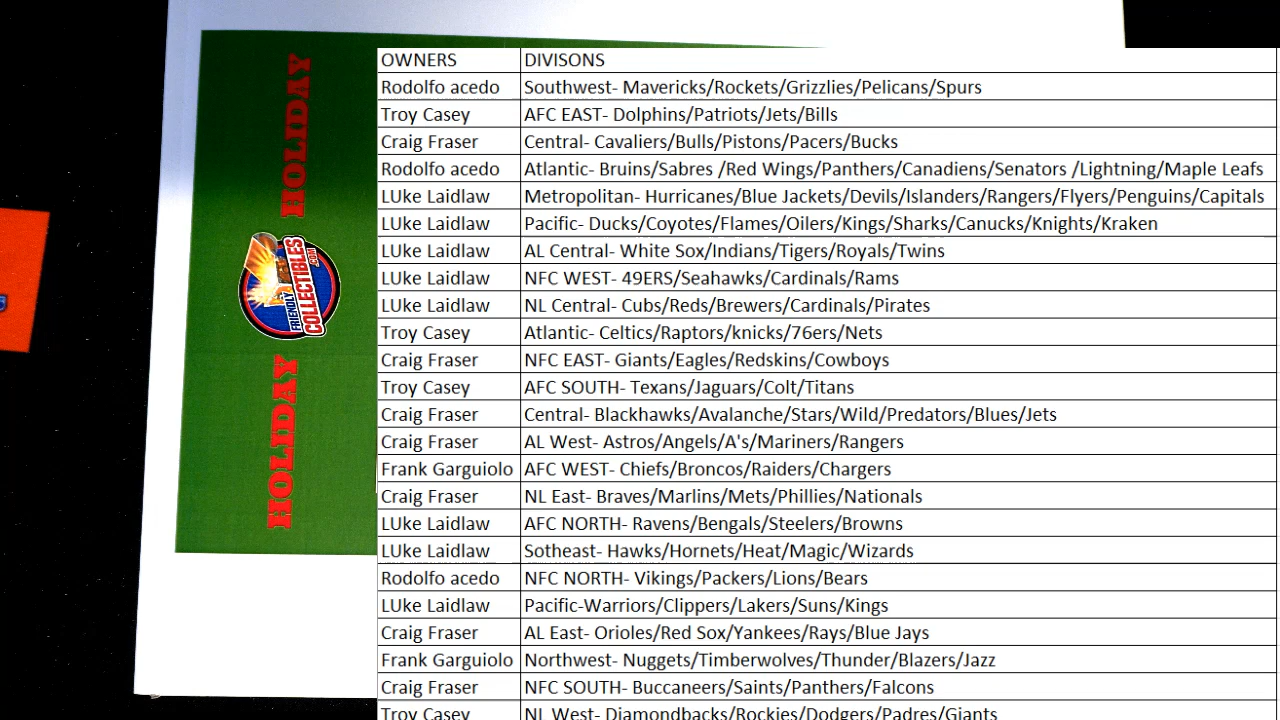 HOLIDAY
FRIENDLY
COLLECTIBLES
.COM
HOLIDAY
OWNERS DIVISONS
Rodolfo acedo Southwest- Mavericks/Rockets/Grizzlies/Pelicans/Spurs
Troy Casey AFC EAST- Dolphins/Patriots/Jets/Bills
Craig Fraser Central- Cavaliers/Bulls/Pistons/Pacers/Bucks
Rodolfo acedo Atlantic- Bruins/Sabres /Red Wings/Panthers/Canadiens/Senators /Lightning/Maple Leafs
LUke Laidlaw Metropolitan- Hurricanes/Blue Jackets/Devils/Islanders/Rangers/Flyers/Penguins/Capitals
LUke Laidlaw Pacific- Ducks/Coyotes/Flames/Oilers/Kings/Sharks/Canucks/Knights/Kraken
LUke Laidlaw AL Central- White Sox/Indians/Tigers/Royals/Twins
LUke Laidlaw NFC WEST- 49ERS/Seahawks/Cardinals/Rams
LUke Laidlaw NL Central- Cubs/Reds/Brewers/Cardinals/Pirates
Troy Casey Atlantic- Celtics/Raptors/knicks/76ers/Nets
Craig Fraser NFC EAST- Giants/Eagles/Redskins/Cowboys
Troy Casey AFC SOUTH- Texans/Jaguars/Colt/Titans
Craig Fraser Central- Blackhawks/Avalanche/Stars/Wild/Predators/Blues/Jets
Craig Fraser AL West- Astros/Angels/A's/Mariners/Rangers
Frank Garguiolo AFC WEST- Chiefs/Broncos/Raiders/Chargers
Craig Fraser NL East- Braves/Marlins/Mets/Phillies/Nationals
LUke Laidlaw AFC NORTH- Ravens/Bengals/Steelers/Browns
LUke Laidlaw Sotheast- Hawks/Hornets/Heat/Magic/Wizards
Rodolfo acedo NFC NORTH- Vikings/Packers/Lions/Bears
LUke Laidlaw Pacific-Warriors/Clippers/Lakers/Suns/Kings
Craig Fraser AL East- Orioles/Red Sox/Yankees/Rays/Blue Jays
Frank Garguiolo Northwest- Nuggets/Timberwolves/Thunder/Blazers/Jazz
Craig Fraser NFC SOUTH- Buccaneers/Saints/Panthers/Falcons
Troy Casey NL West- Diamondbacks/Rockies/Dodgers/Padres/Giants